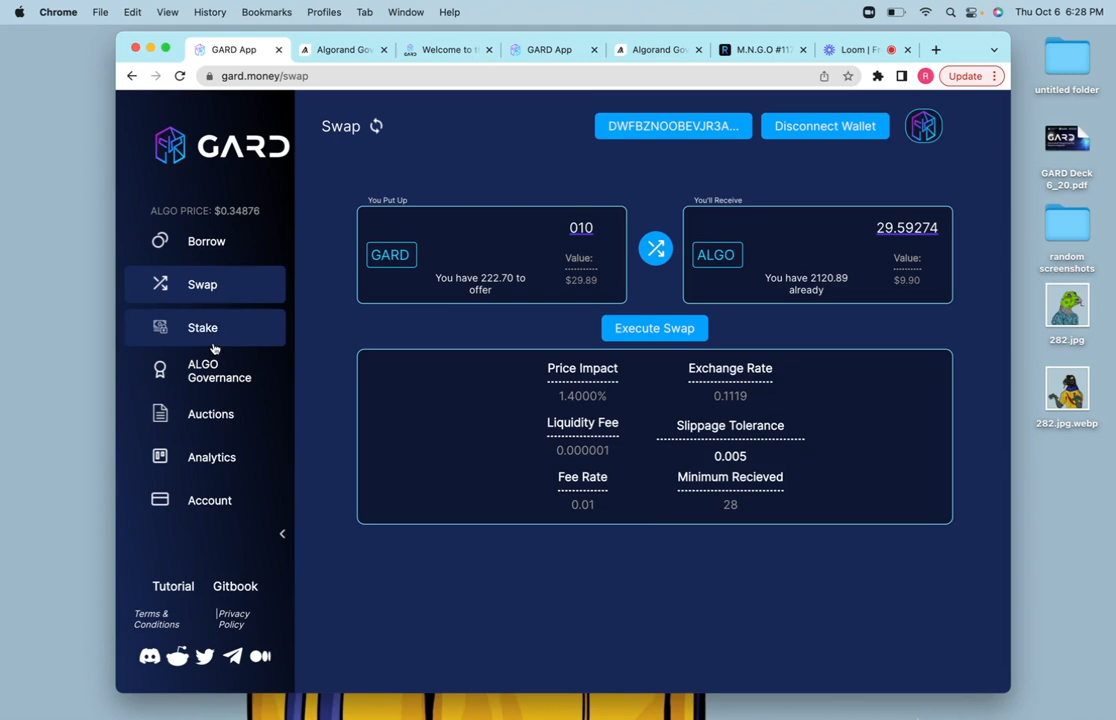 Chrome File Edit View History Bookmarks Profiles Tab Window Help Thu Oct 6 6:28 PM
GARD App Algorand Go Welcome to t GARD App Algorand Go M.N.G.O #11 Loom | F
gard.money/swap Update
untitled folder
GARD Deck
6_20.pdf
random
screenshots
282.jpg
282.jpg.webp
GARD
ALGO PRICE: $0.34876
Borrow
Swap
Stake
ALGO
Governance
Auctions
Analytics
Account
Tutorial Gitbook
Terms &
Conditions
|Privacy
Policy
Swap DWFBZNOOBEVJR3A... Disconnect Wallet
You Put Up
010
GARD
Value:
$29.89
You have 222.70 to
offer
You'll Receive
29.59274
ALGO
Value:
$9.90
You have 2120.89
already
Execute Swap
Price Impact Exchange Rate
1.4000% 0.1119
Liquidity Fee Slippage Tolerance
0.000001 0.005
Fee Rate Minimum Recieved
0.01 28